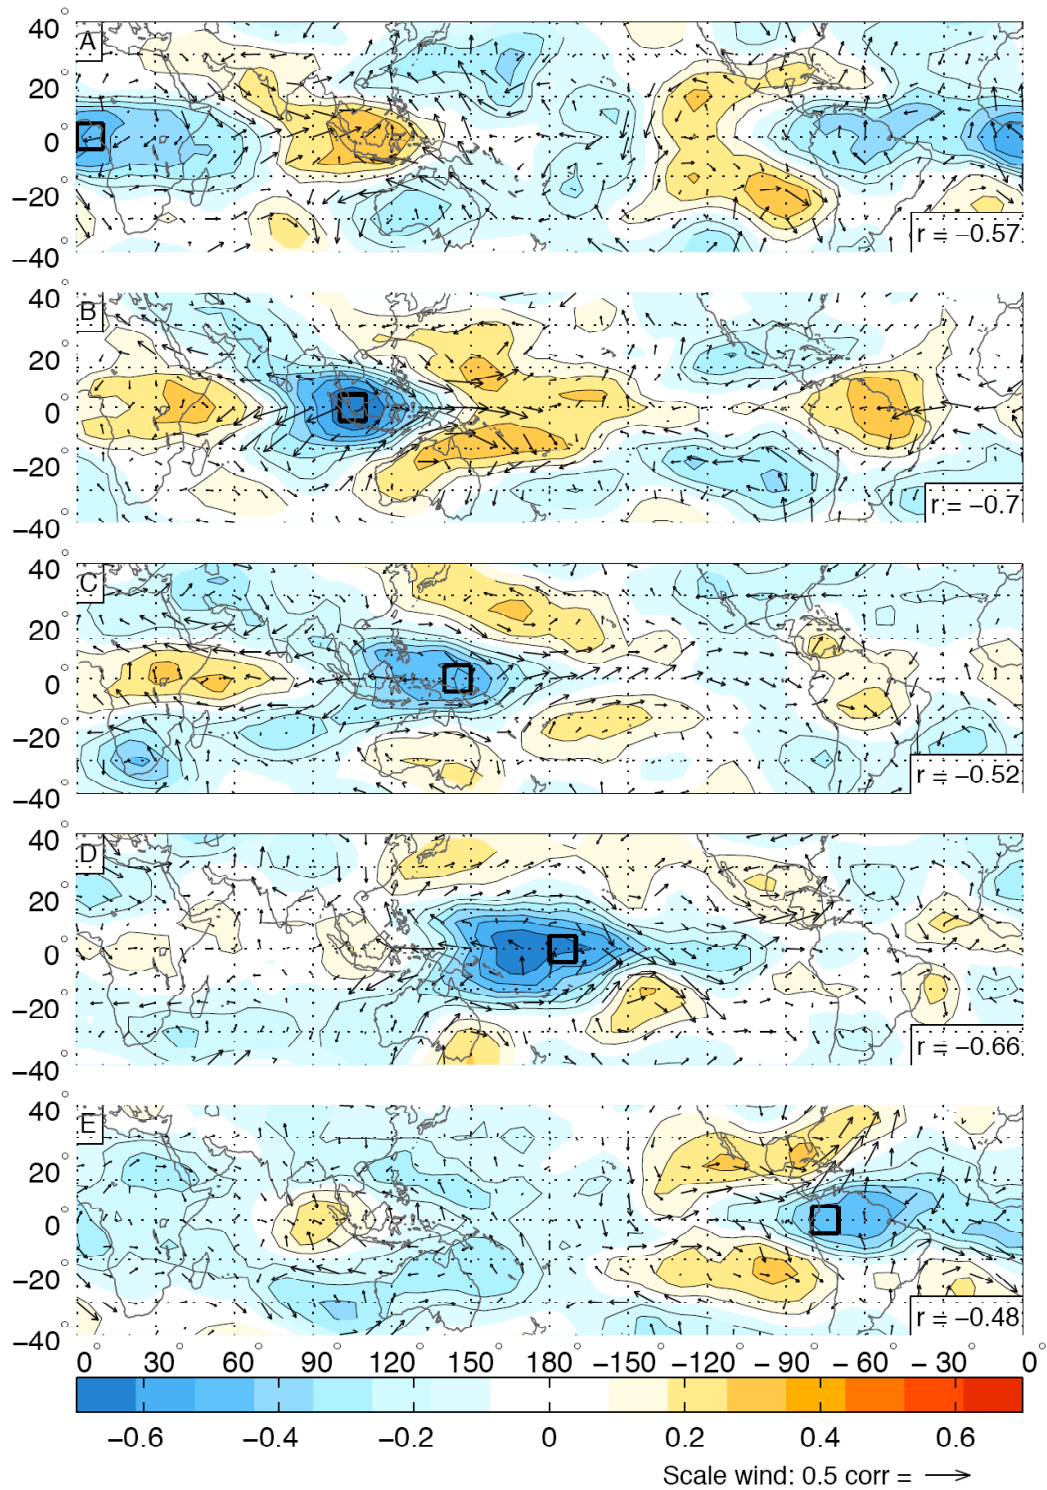 40°
20°
0°
−20°
−40°
A
r = −0.57
40°
20°
0°
−20°
−40°
B
r = −0.7
40°
20°
0°
−20°
−40°
C
r = −0.52
40°
20°
0°
−20°
−40°
D
r = −0.66
40°
20°
0°
−20°
−40°
E
r = −0.48
0° 30° 60° 90° 120° 150° 180° −150° −120° −90° −60° −30° 0°
−0.6 −0.4 −0.2 0 0.2 0.4 0.6
Scale wind: 0.5 corr =